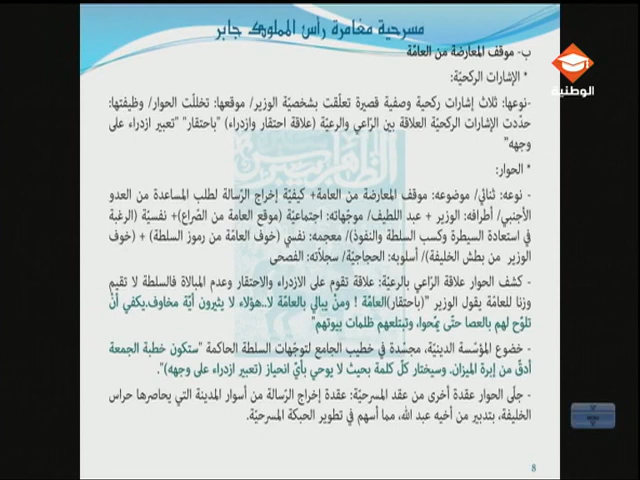 مسرحية مغامرة رأس المملوك جابر
ب- موقف المعارضة من العامّة
* الإشارات الركحيّة:
-نوعها: ثلاث إشارات ركحية وصفية قصيرة تعلّقت بشخصيّة الوزير/ موقعها: تخللّت الحوار/ وظيفتها:
حدّدت الإشارات الركحيّة العلاقة بين الرّاعي والرعيّة (علاقة احتقار وازدراء) "باحتقار" "تعبير ازدراء على
وجهه"
* الحوار:
- نوعه: ثنائي/ موضوعه: موقف المعارضة من العامة+ كيفيّة إخراج الرّسالة لطلب المساعدة من العدو
الأجنبي/ أطرافه: الوزير + عبد اللطيف/ موجّهاته: اجتماعيّة (موقع العامة من الصّراع)+ نفسيّة (الرغبة
في استعادة السيطرة وكسب السلطة والنفوذ)/ معجمه: نفسي (خوف العامّة من رموز السلطة) + (خوف
الوزير من بطش الخليفة)/ أسلوبه: الحجاجيّة/ سجلاّته: الفصحى
- كشف الحوار علاقة الرّاعي بالرعيّة: علاقة تقوم على الازدراء والاحتقار وعدم المبالاة فالسلطة لا تقيم
وزنا للعامّة يقول الوزير "(باحتقار)العامّة ! ومنْ يبالي بالعامّة لا..هؤلاء لا يثيرون أيّة مخاوف.يكفي أنْ
تلوّح لهم بالعصا حتّى يمّحوا، وتبتلعهم ظلمات بيوتهم"
- خضوع المؤسّسة الدينيّة، مجسّدة في خطيب الجامع لتوجّهات السلطة الحاكمة "ستكون خطبة الجمعة
أدقّ من إبرة الميزان. وسيختار كلّ كلمة بحيث لا يوحي بأيّ انحياز (تعبير ازدراء على وجهه)".
- جلّى الحوار عقدة أخرى من عقد المسرحيّة: عقدة إخراج الرّسالة من أسوار المدينة التي يحاصرها حراس
الخليفة، بتدبير من أخيه عبد الله، مما أسهم في تطوير الحبكة المسرحيّة.
8
الوطنية